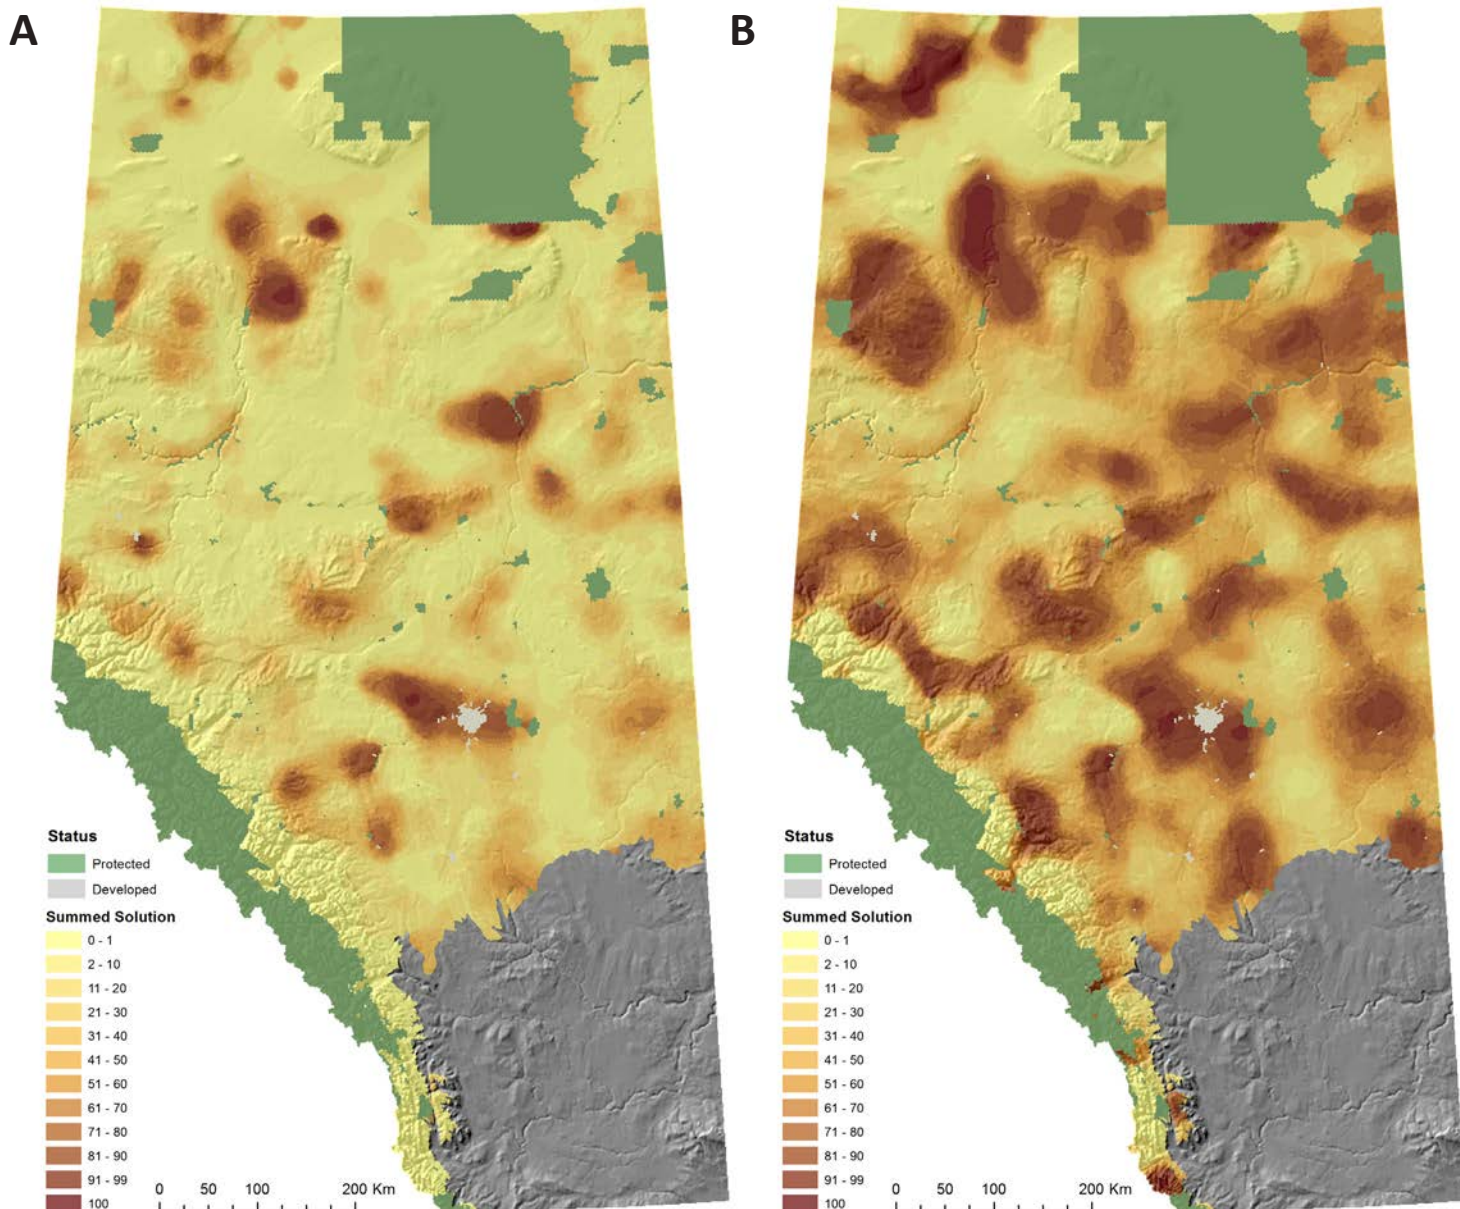 A
B
Status
Protected
Developed
Summed Solution
0 - 1
2 - 10
11 - 20
21 - 30
31 - 40
41 - 50
51 - 60
61 - 70
71 - 80
81 - 90
91 - 99
100
0 50 100 200 Km
Status
Protected
Developed
Summed Solution
0 - 1
2 - 10
11 - 20
21 - 30
31 - 40
41 - 50
51 - 60
61 - 70
71 - 80
81 - 90
91 - 99
100
0 50 100 200 Km